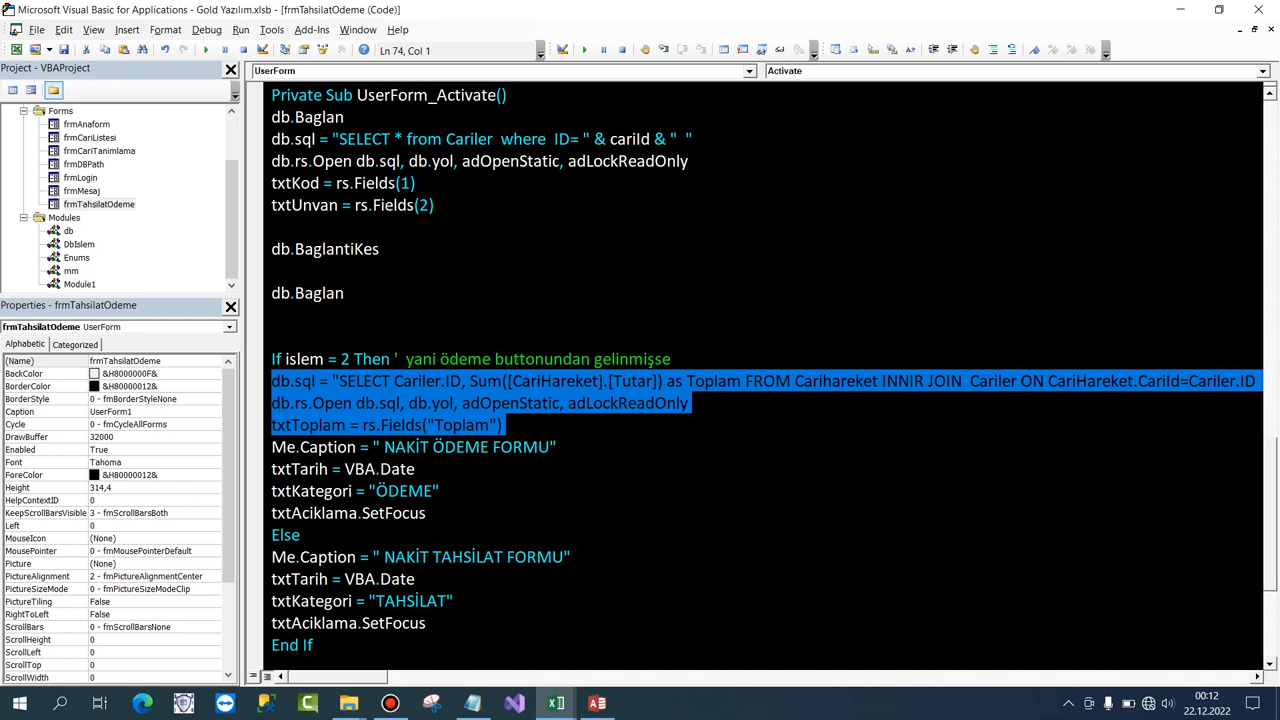 Microsoft Visual Basic for Applications - Gold Yazılım.xlsb - [frmTahsilatOdeme (Code)]
File Edit View Insert Format Debug Run Tools Add-Ins Window Help
Ln 74, Col 1
Project - VBAProject
Forms
frmAnaform
frmCariListesi
frmCariTanimlama
frmDBPath
frmLogin
frmMesaj
frmTahsilatOdeme
Modules
db
DbIslem
Enums
mm
Module1
Properties - frmTahsilatOdeme
frmTahsilatOdeme UserForm
Alphabetic Categorized
(Name) frmTahsilatOdeme
BackColor &H8000000F&
BorderColor &H80000012&
BorderStyle 0 - fmBorderStyleNone
Caption UserForm1
Cycle 0 - fmCycleAllForms
DrawBuffer 32000
Enabled True
Font Tahoma
ForeColor &H80000012&
Height 314,4
HelpContextID 0
KeepScrollBarsVisible 3 - fmScrollBarsBoth
Left 0
MouseIcon (None)
MousePointer 0 - fmMousePointerDefault
Picture (None)
PictureAlignment 2 - fmPictureAlignmentCenter
PictureSizeMode 0 - fmPictureSizeModeClip
PictureTiling False
RightToLeft False
ScrollBars 0 - fmScrollBarsNone
ScrollHeight 0
ScrollLeft 0
ScrollTop 0
ScrollWidth 0
UserForm
Activate
Private Sub UserForm_Activate()
db.Baglan
db.sql = "SELECT * from Cariler  where  ID= " & cariId & "  "
db.rs.Open db.sql, db.yol, adOpenStatic, adLockReadOnly
txtKod = rs.Fields(1)
txtUnvan = rs.Fields(2)
db.BaglantiKes
db.Baglan
If islem = 2 Then '  yani ödeme buttonundan gelinmişse
db.sql = "SELECT Cariler.ID, Sum([CariHareket].[Tutar]) as Toplam FROM Carihareket INNIR JOIN  Cariler ON CariHareket.CariId=Cariler.ID
db.rs.Open db.sql, db.yol, adOpenStatic, adLockReadOnly
txtToplam = rs.Fields("Toplam")
Me.Caption = " NAKİT ÖDEME FORMU"
txtTarih = VBA.Date
txtKategori = "ÖDEME"
txtAciklama.SetFocus
Else
Me.Caption = " NAKİT TAHSİLAT FORMU"
txtTarih = VBA.Date
txtKategori = "TAHSİLAT"
txtAciklama.SetFocus
End If
00:12
22.12.2022